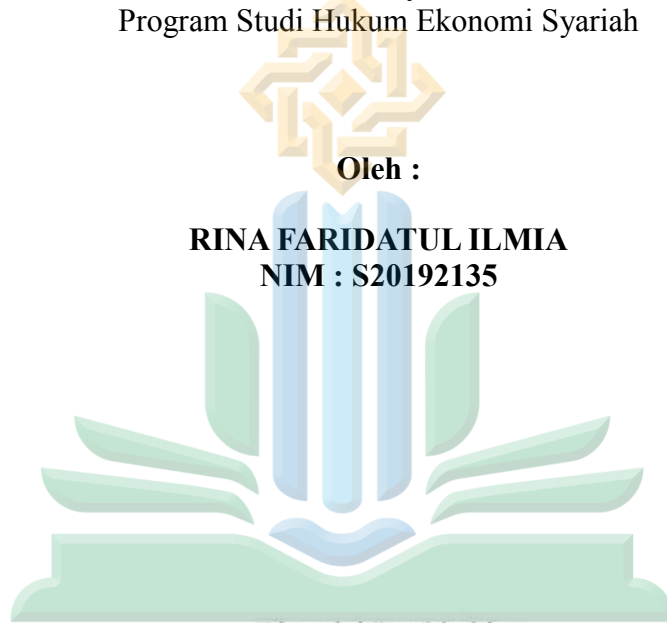 Program Studi Hukum Ekonomi Syariah
Oleh :
RINA FARIDATUL ILMIA
NIM : S20192135